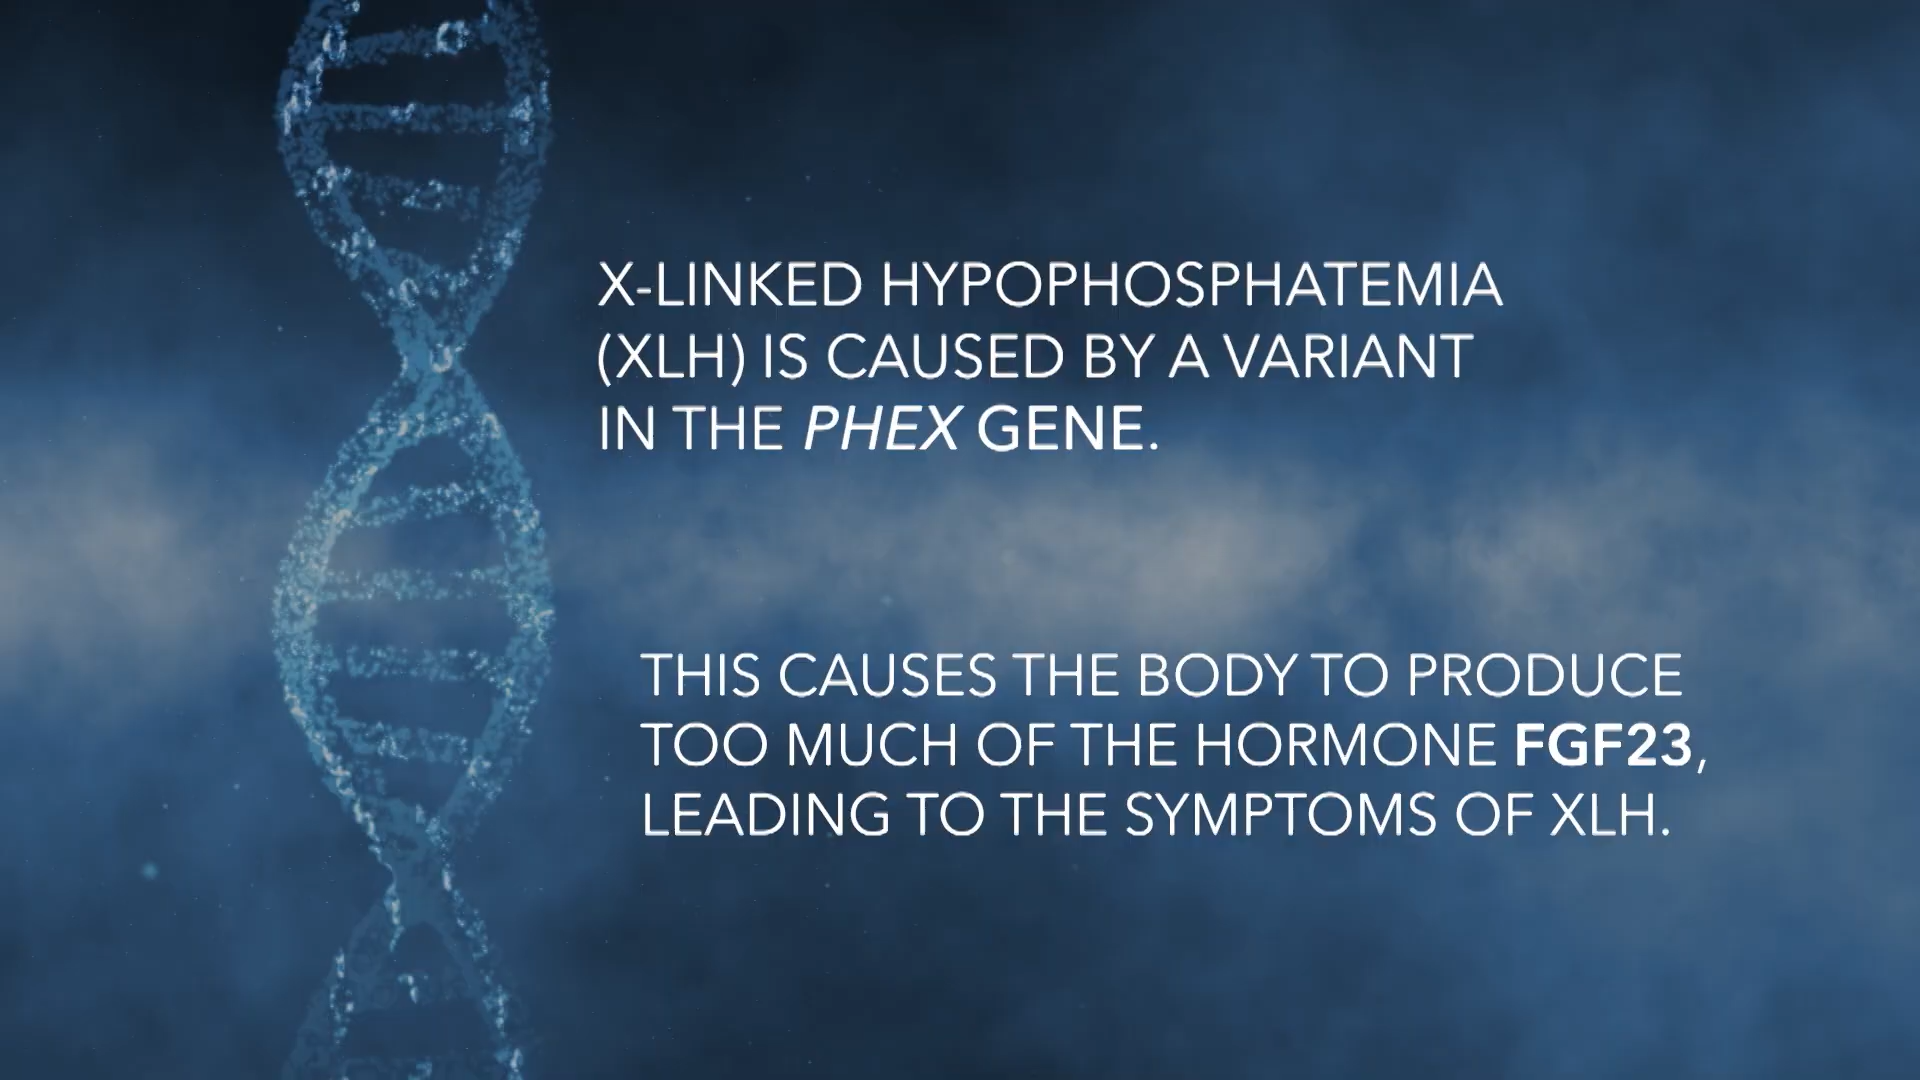 X-LINKED HYPOPHOSPHATEMIA
(XLH) IS CAUSED BY A VARIANT
IN THE PHEX GENE.
THIS CAUSES THE BODY TO PRODUCE
TOO MUCH OF THE HORMONE FGF23,
LEADING TO THE SYMPTOMS OF XLH.